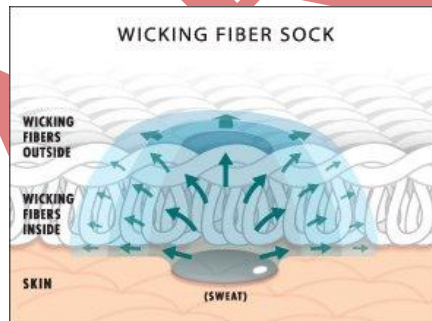 WICKING FIBER SOCK
WICKING
FIBERS
OUTSIDE
WICKING
FIBERS
INSIDE
SKIN
(SWEAT)